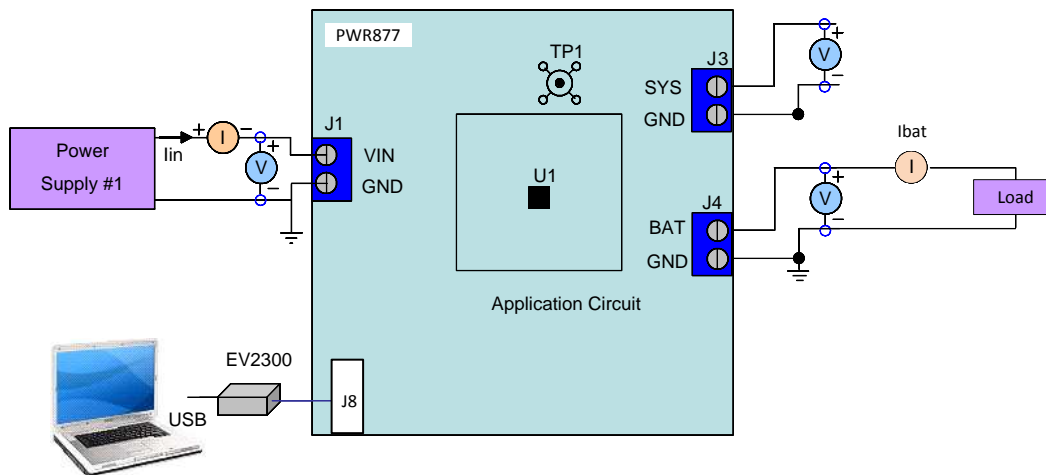 PWR877
TP1
J3
SYS
GND
+
V
−
J1
+
I
−
Iin
+
V
−
VIN
GND
Power
Supply #1
U1
Ibat
J4
BAT
GND
+
V
−
I
Load
Application Circuit
EV2300
USB
J8